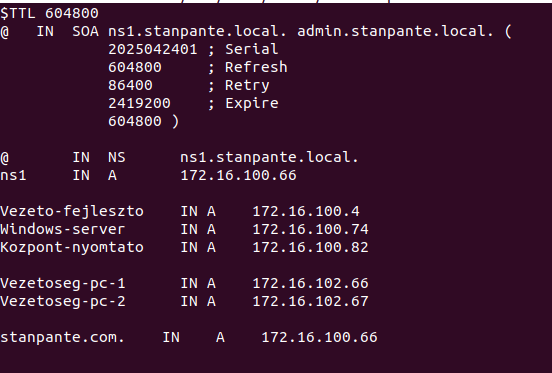 $TTL 604800
@   IN  SOA ns1.stanpante.local. admin.stanpante.local. (
            2025042401 ; Serial
            604800     ; Refresh
            86400      ; Retry
            2419200    ; Expire
            604800 )
@       IN  NS      ns1.stanpante.local.
ns1     IN  A       172.16.100.66
Vezeto-fejleszto    IN A    172.16.100.4
Windows-server      IN A    172.16.100.74
Kozpont-nyomtato    IN A    172.16.100.82
Vezetoseg-pc-1      IN A    172.16.102.66
Vezetoseg-pc-2      IN A    172.16.102.67
stanpante.com.    IN    A    172.16.100.66